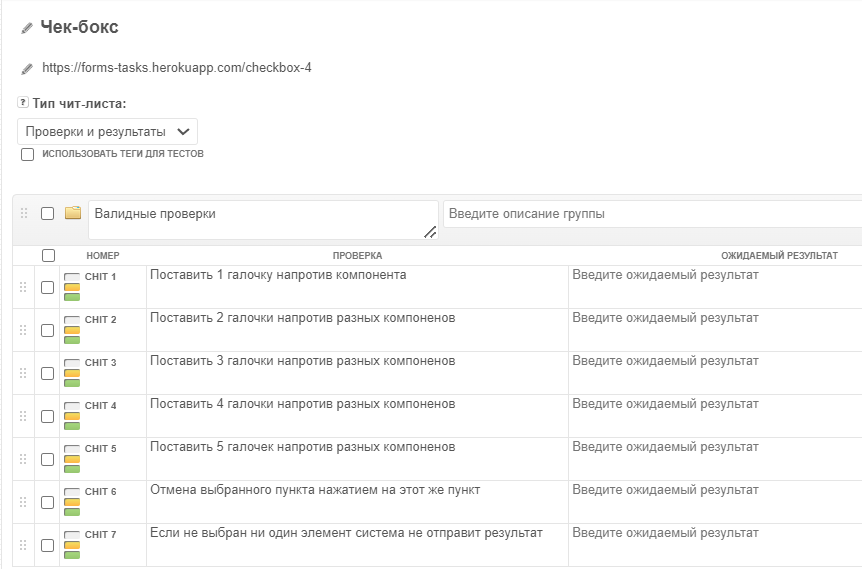 Чек-бокс
https://forms-tasks.herokuapp.com/checkbox-4
? Тип чит-листа:
Проверки и результаты
ИСПОЛЬЗОВАТЬ ТЕГИ ДЛЯ ТЕСТОВ
Валидные проверки Введите описание группы
НОМЕР ПРОВЕРКА ОЖИДАЕМЫЙ РЕЗУЛЬТАТ
CHIT 1 Поставить 1 галочку напротив компонента Введите ожидаемый результат
CHIT 2 Поставить 2 галочки напротив разных компоненов Введите ожидаемый результат
CHIT 3 Поставить 3 галочки напротив разных компоненов Введите ожидаемый результат
CHIT 4 Поставить 4 галочки напротив разных компоненов Введите ожидаемый результат
CHIT 5 Поставить 5 галочек напротив разных компоненов Введите ожидаемый результат
CHIT 6 Отмена выбранного пункта нажатием на этот же пункт Введите ожидаемый результат
CHIT 7 Если не выбран ни один элемент система не отправит результат Введите ожидаемый результат